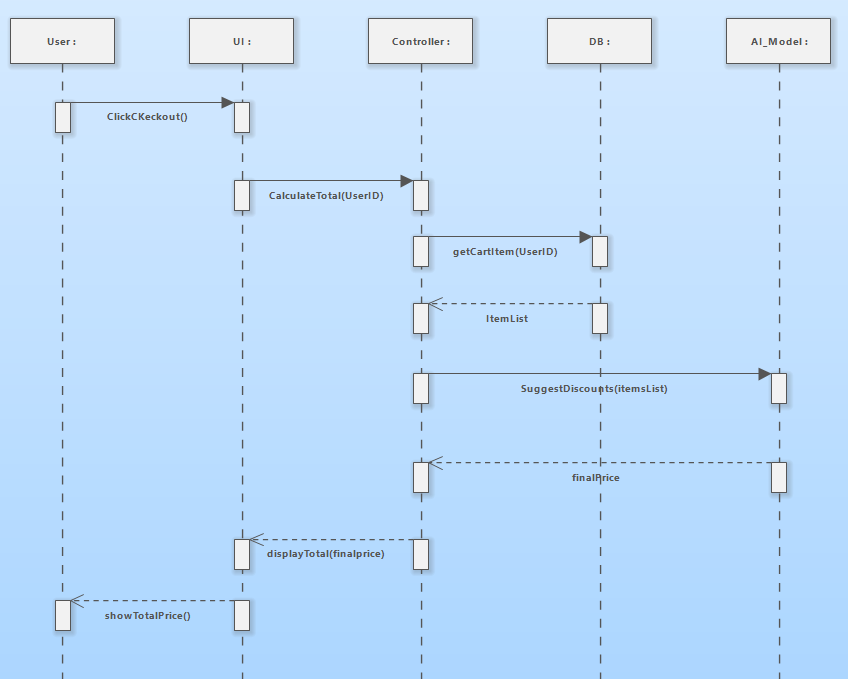 User :
UI :
Controller :
DB :
AI_Model :
ClickCKeckout()
CalculateTotal(UserID)
getCartItem(UserID)
ItemList
SuggestDiscounts(itemsList)
finalPrice
displayTotal(finalprice)
showTotalPrice()